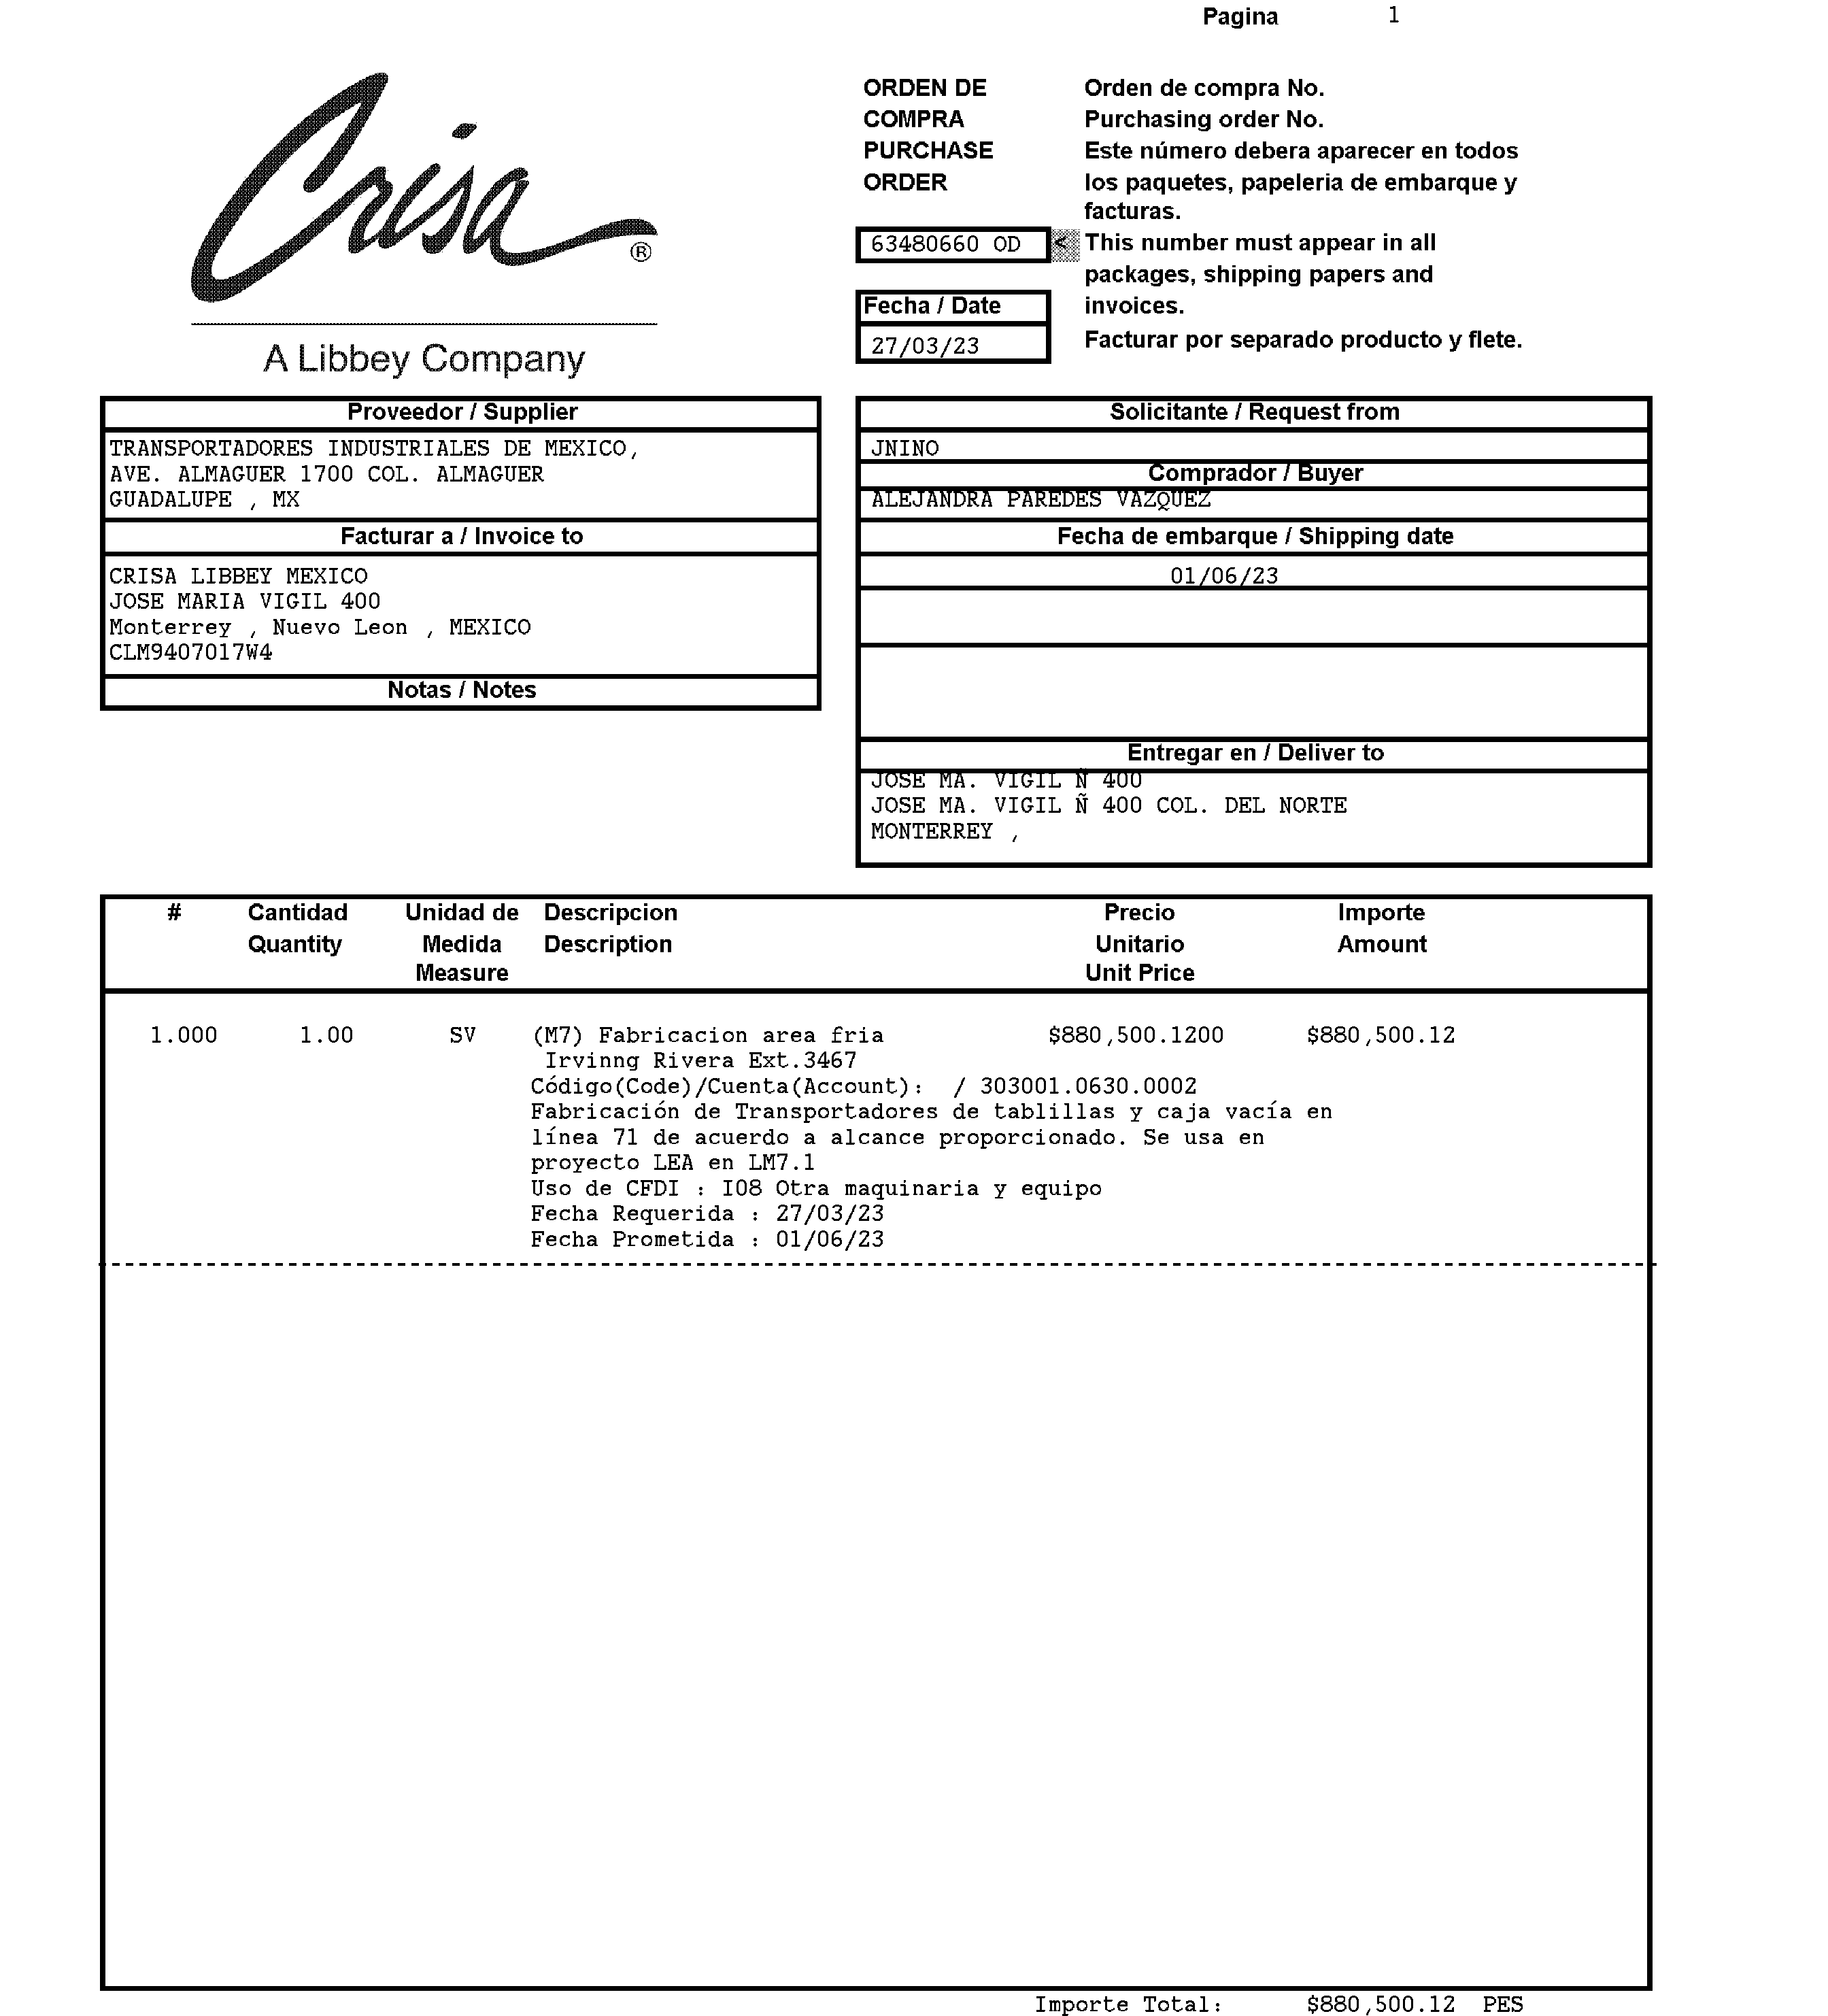 Pagina 1
Crisa ®
A Libbey Company
ORDEN DE
COMPRA
PURCHASE
ORDER
63480660 OD <
Fecha / Date
27/03/23
Orden de compra No.
Purchasing order No.
Este número debera aparecer en todos
los paquetes, papeleria de embarque y
facturas.
This number must appear in all
packages, shipping papers and
invoices.
Facturar por separado producto y flete.
Proveedor / Supplier
TRANSPORTADORES INDUSTRIALES DE MEXICO,
AVE. ALMAGUER 1700 COL. ALMAGUER
GUADALUPE , MX
Facturar a / Invoice to
CRISA LIBBEY MEXICO
JOSE MARIA VIGIL 400
Monterrey , Nuevo Leon , MEXICO
CLM9407017W4
Notas / Notes
Solicitante / Request from
JNINO
Comprador / Buyer
ALEJANDRA PAREDES VAZQUEZ
Fecha de embarque / Shipping date
01/06/23
Entregar en / Deliver to
JOSE MA. VIGIL Ñ 400
JOSE MA. VIGIL Ñ 400 COL. DEL NORTE
MONTERREY ,
# Cantidad Unidad de Descripcion Precio Importe
Quantity Medida Description Unitario Amount
Measure Unit Price
1.000 1.00 SV (M7) Fabricacion area fria $880,500.1200 $880,500.12
Irvinng Rivera Ext.3467
Código(Code)/Cuenta(Account): / 303001.0630.0002
Fabricación de Transportadores de tablillas y caja vacía en
línea 71 de acuerdo a alcance proporcionado. Se usa en
proyecto LEA en LM7.1
Uso de CFDI : I08 Otra maquinaria y equipo
Fecha Requerida : 27/03/23
Fecha Prometida : 01/06/23
Importe Total: $880,500.12 PES